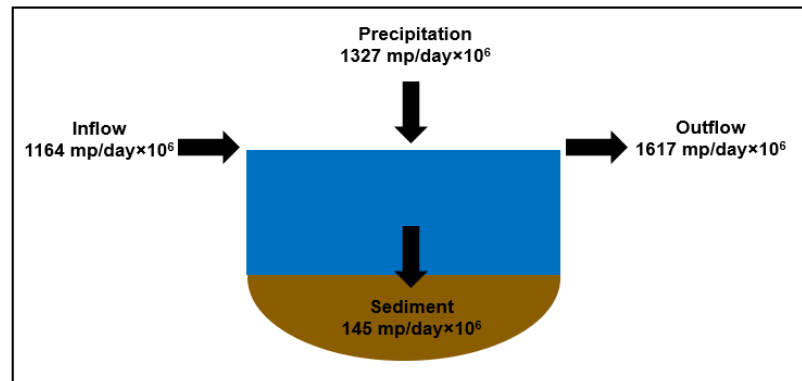 Precipitation
1327 mp/day×10⁶
Inflow
1164 mp/day×10⁶
Outflow
1617 mp/day×10⁶
Sediment
145 mp/day×10⁶